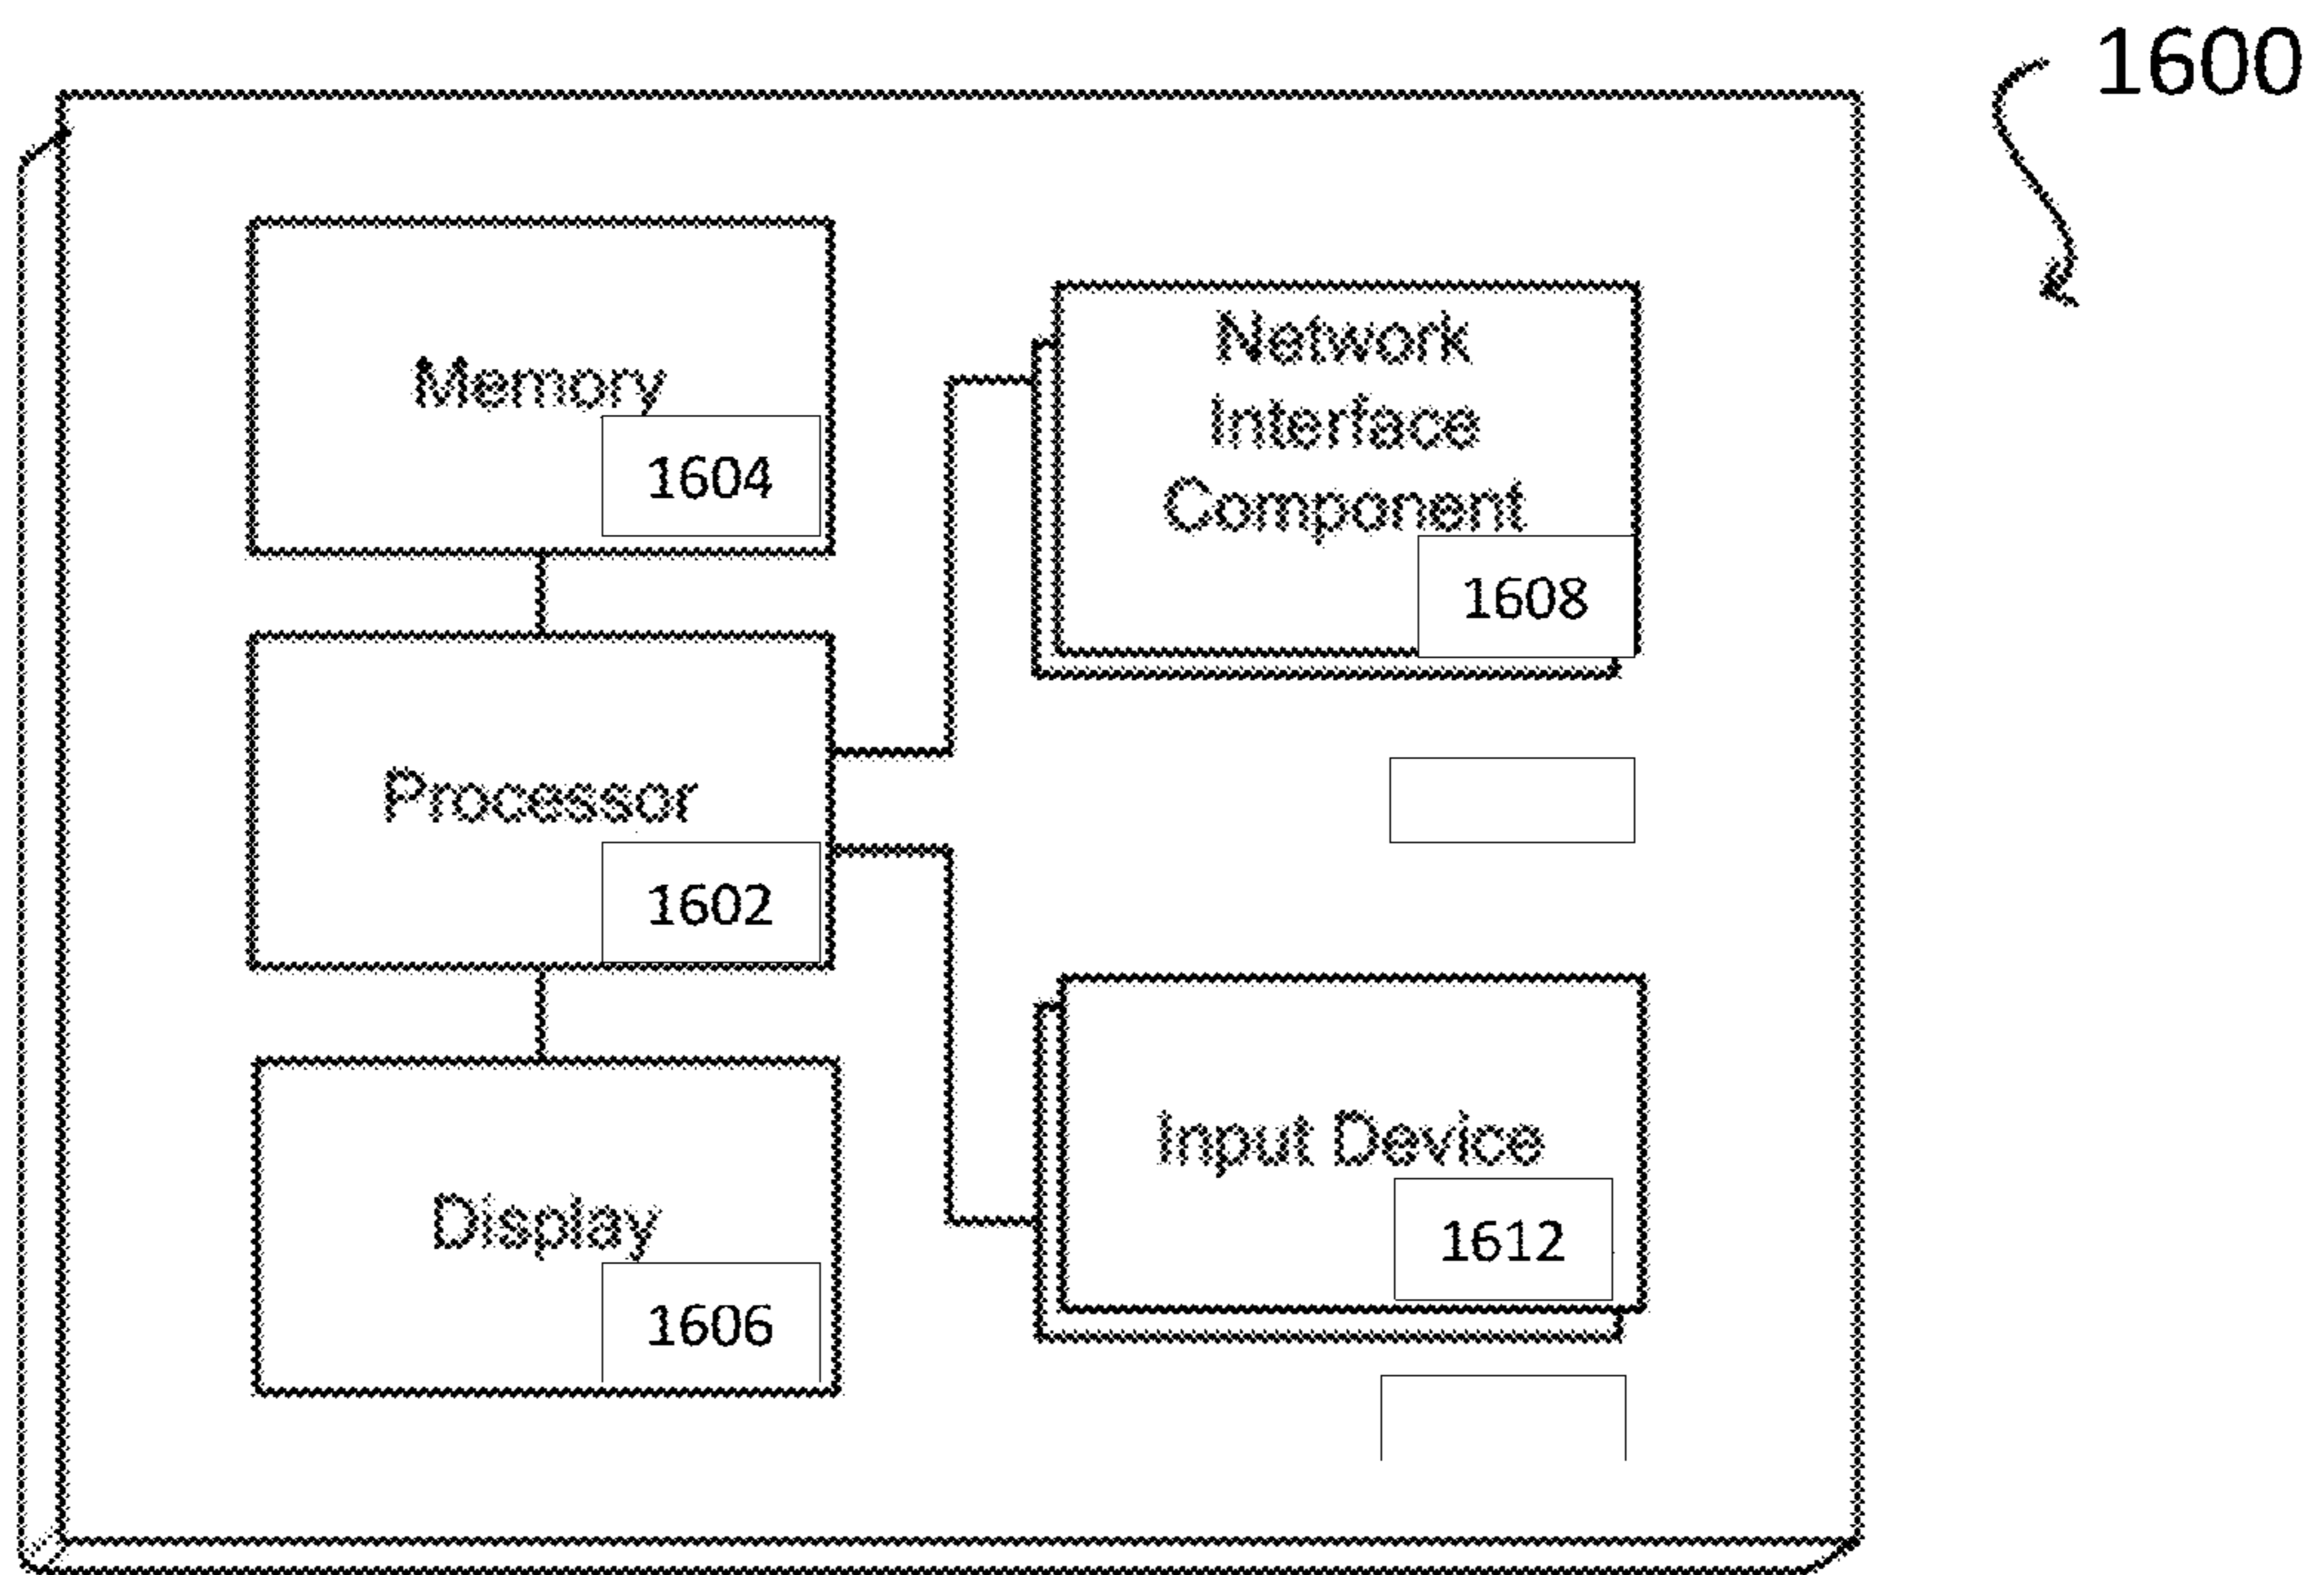 1600
Memory
1604
Network
Interface
Component
1608
Processor
1602
Input Device
1612
Display
1606